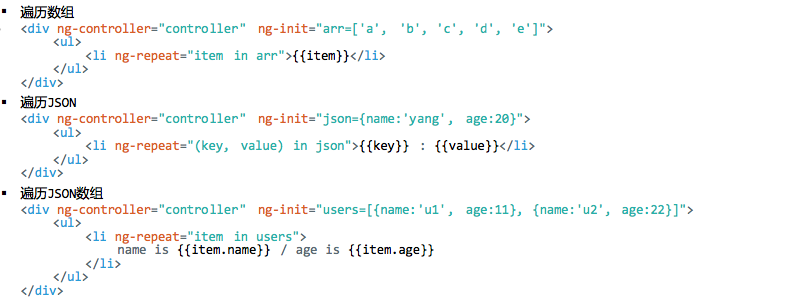 ▪ 遍历数组
<div ng-controller="controller" ng-init="arr=['a', 'b', 'c', 'd', 'e']">
<ul>
<li ng-repeat="item in arr">{{item}}</li>
</ul>
</div>
▪ 遍历JSON
<div ng-controller="controller" ng-init="json={name:'yang', age:20}">
<ul>
<li ng-repeat="(key, value) in json">{{key}} : {{value}}</li>
</ul>
</div>
▪ 遍历JSON数组
<div ng-controller="controller" ng-init="users=[{name:'u1', age:11}, {name:'u2', age:22}]">
<ul>
<li ng-repeat="item in users">
name is {{item.name}} / age is {{item.age}}
</li>
</ul>
</div>